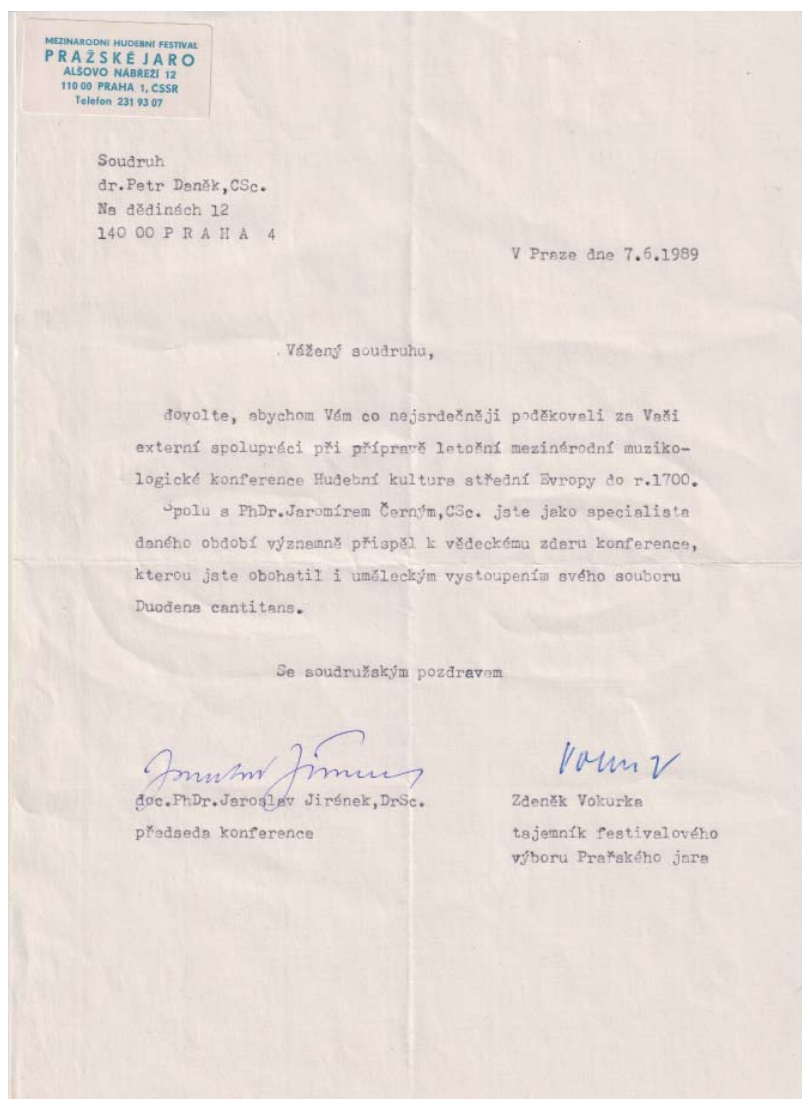 MEZINÁRODNÍ HUDEBNÍ FESTIVAL
PRAŽSKÉ JARO
ALŠOVO NÁBŘEŽÍ 12
110 00 PRAHA 1, ČSSR
Telefon 231 93 07
Soudruh
dr.Petr Daněk,CSc.
Na dědinách 12
140 00 P R A H A 4
V Praze dne 7.6.1989
Vážený soudruhu,
dovolte, abychom Vám co nejsrdečněji poděkovali za Vaši
externí spolupráci při přípravě letošní mezinárodní muziko-
logické konference Hudební kultura střední Evropy do r.1700.
Spolu s PhDr.Jaromírem Černým,CSc. jste jako specialista
daného období významně přispěl k vědeckému zdaru konference,
kterou jste obohatil i uměleckým vystoupením svého souboru
Duodena cantitans.
Se soudružským pozdravem
doc.PhDr.Jaroslav Jiránek,DrSc.
předseda konference
Zdeněk Vokurka
tajemník festivalového
výboru Prařského jara